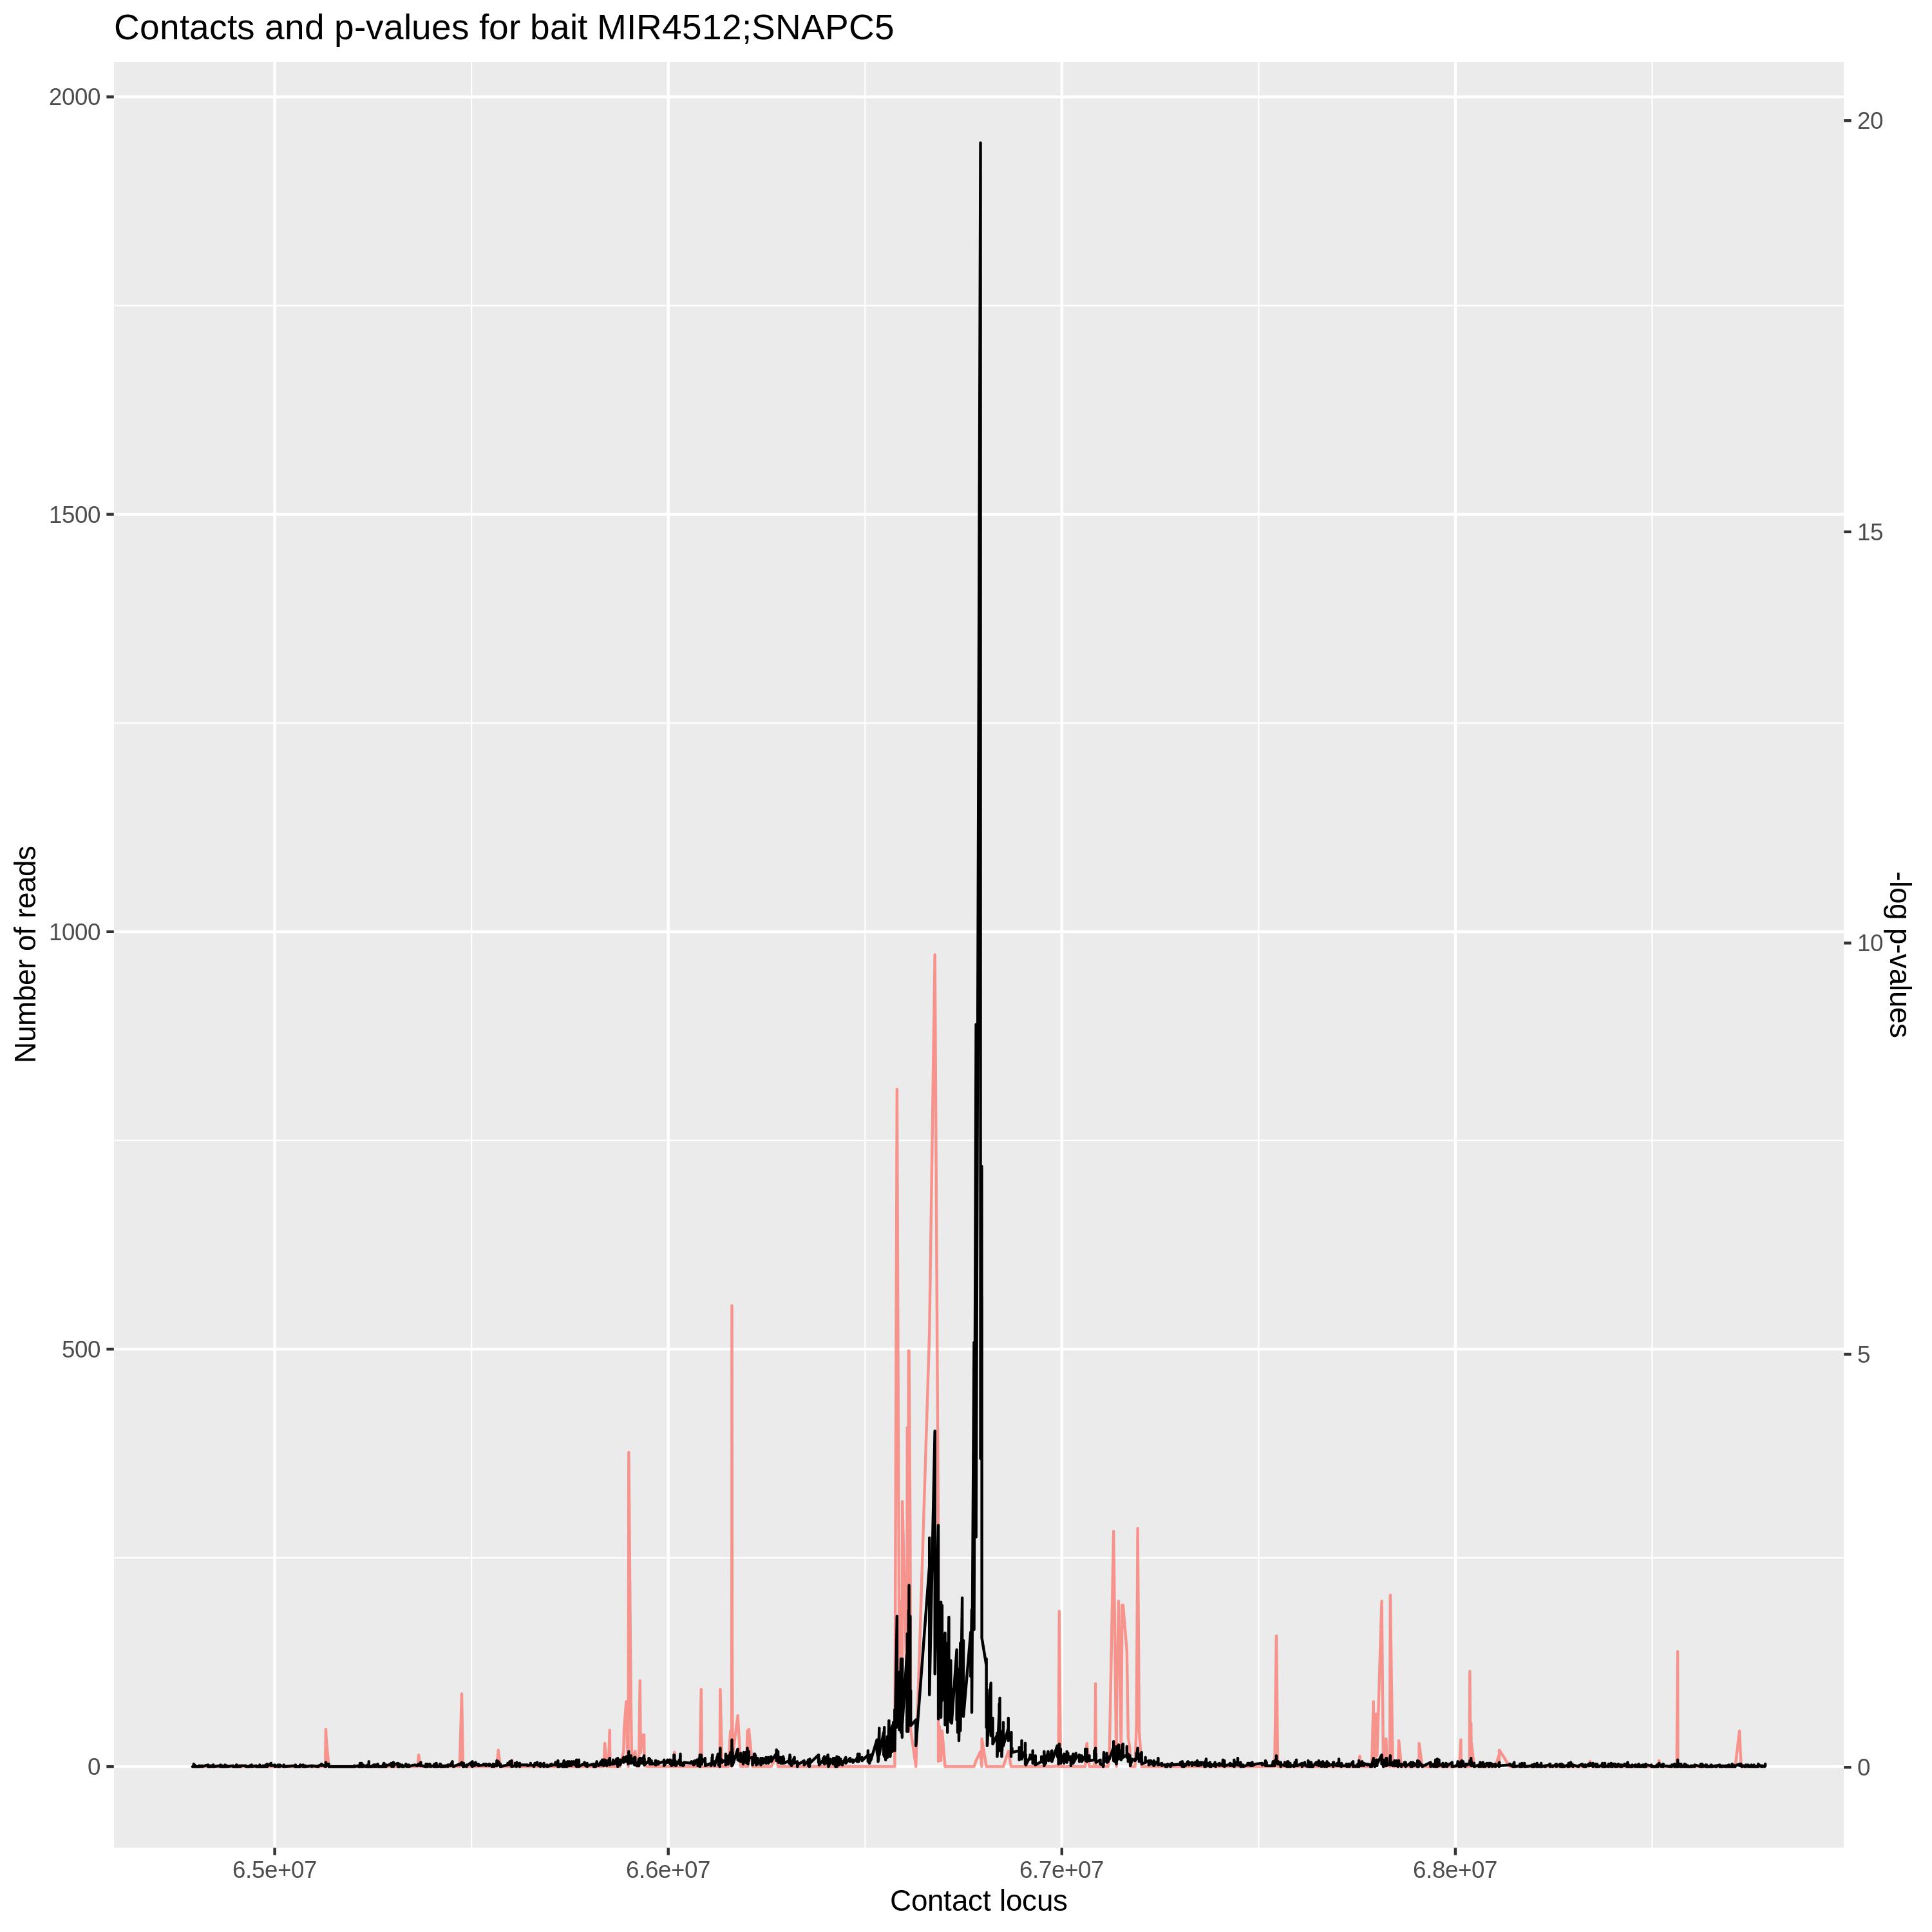 Contacts and p-values for bait MIR4512;SNAPC5
2000
1500
1000
500
0
Number of reads
20
15
10
5
0
-log p-values
6.5e+07
6.6e+07
6.7e+07
6.8e+07
Contact locus